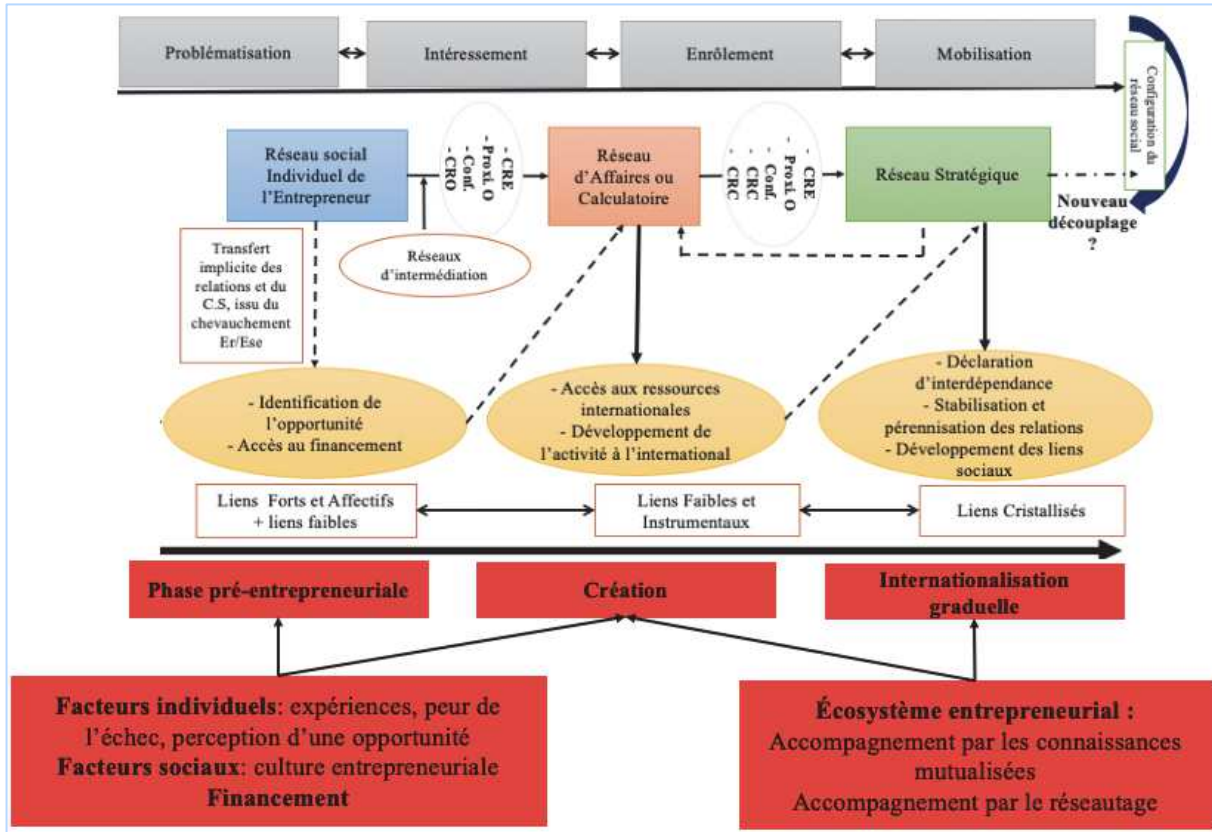 Problématisation
Intéressement
Enrôlement
Mobilisation
Configuration du
réseau social
Réseau social
Individuel de
l'Entrepreneur
- CRE
- Proxi. O
- Conf.
- CRO
Réseau
d'Affaires ou
Calculatoire
- CRE
- Proxi. O
- Conf.
- CRC
- CRC
Réseau Stratégique
Nouveau
découplage
?
Transfert
implicite des
relations et du
C.S, issu du
chevauchement
Er/Ese
Réseaux
d'intermédiation
- Identification de
l'opportunité
- Accès au financement
- Accès aux ressources
internationales
- Développement de
l'activité à l'international
- Déclaration
d'interdépendance
- Stabilisation et
pérennisation des relations
- Développement des liens
sociaux
Liens Forts et Affectifs
+ liens faibles
Liens Faibles et
Instrumentaux
Liens Cristallisés
Phase pré-entrepreuriale
Création
Internationalisation
graduelle
Facteurs individuels: expériences, peur de
l'échec, perception d'une opportunité
Facteurs sociaux: culture entrepreuriale
Financement
Écosystème entrepreurial :
Accompagnement par les connaissances
mutualisées
Accompagnement par le réseautage